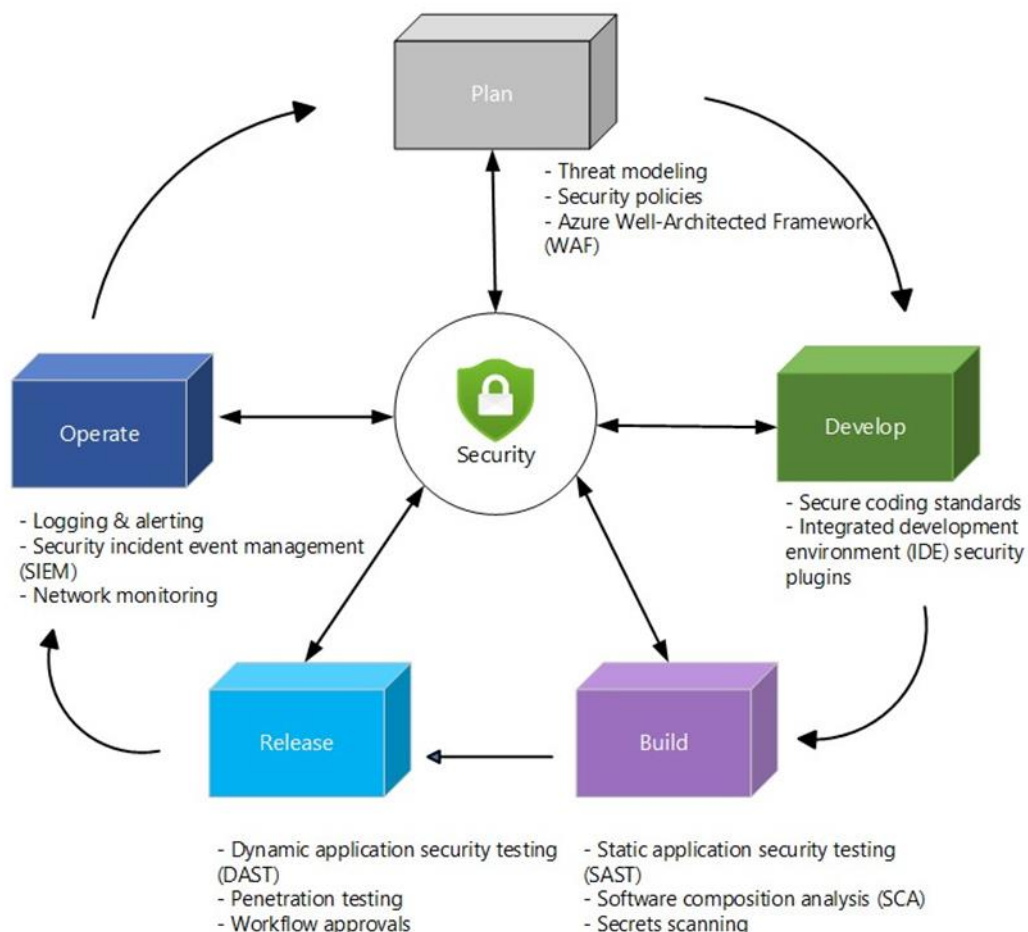 Plan
- Threat modeling
- Security policies
- Azure Well-Architected Framework
(WAF)
Security
Operate
- Logging & alerting
- Security incident event management
(SIEM)
- Network monitoring
Develop
- Secure coding standards
- Integrated development
environment (IDE) security
plugins
Release
- Dynamic application security testing
(DAST)
- Penetration testing
- Workflow approvals
Build
- Static application security testing
(SAST)
- Software composition analysis (SCA)
- Secrets scanning